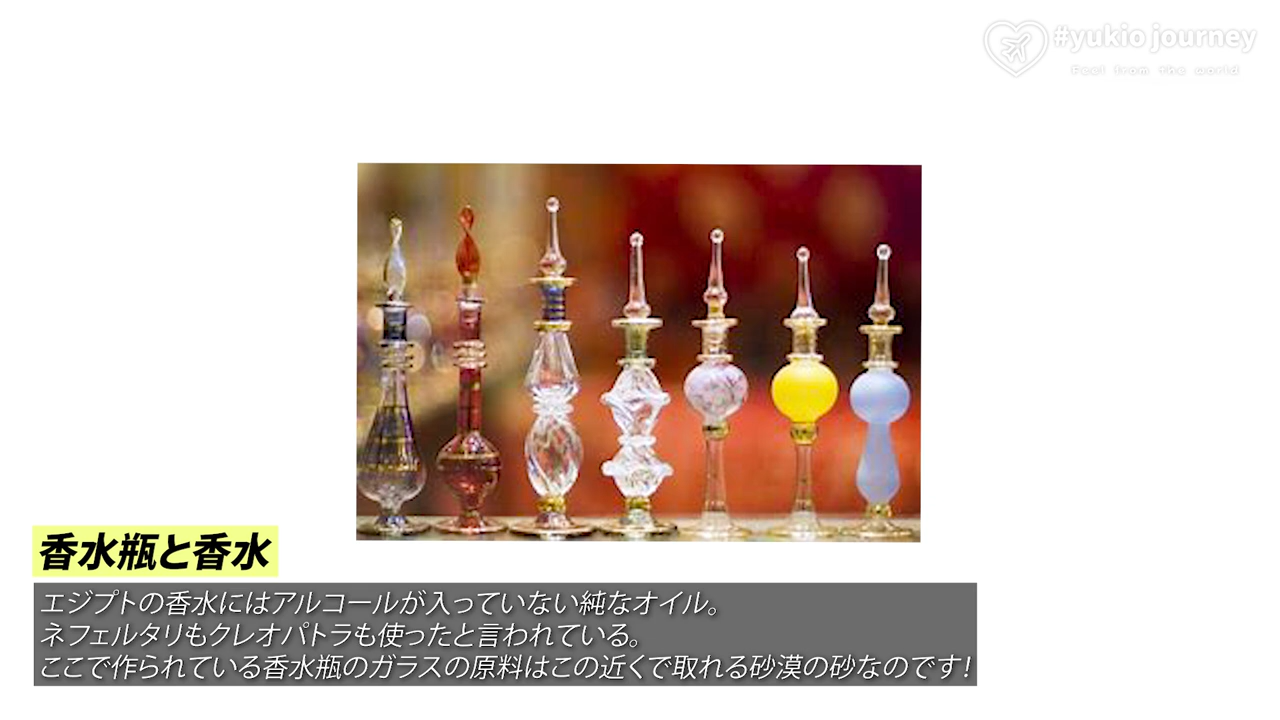 #yukio journey
Feel from the world
香水瓶と香水
エジプトの香水にはアルコールが入っていない純なオイル。
ネフェルタリもクレオパトラも使ったと言われている。
ここで作られている香水瓶のガラスの原料はこの近くで取れる砂漠の砂なのです！